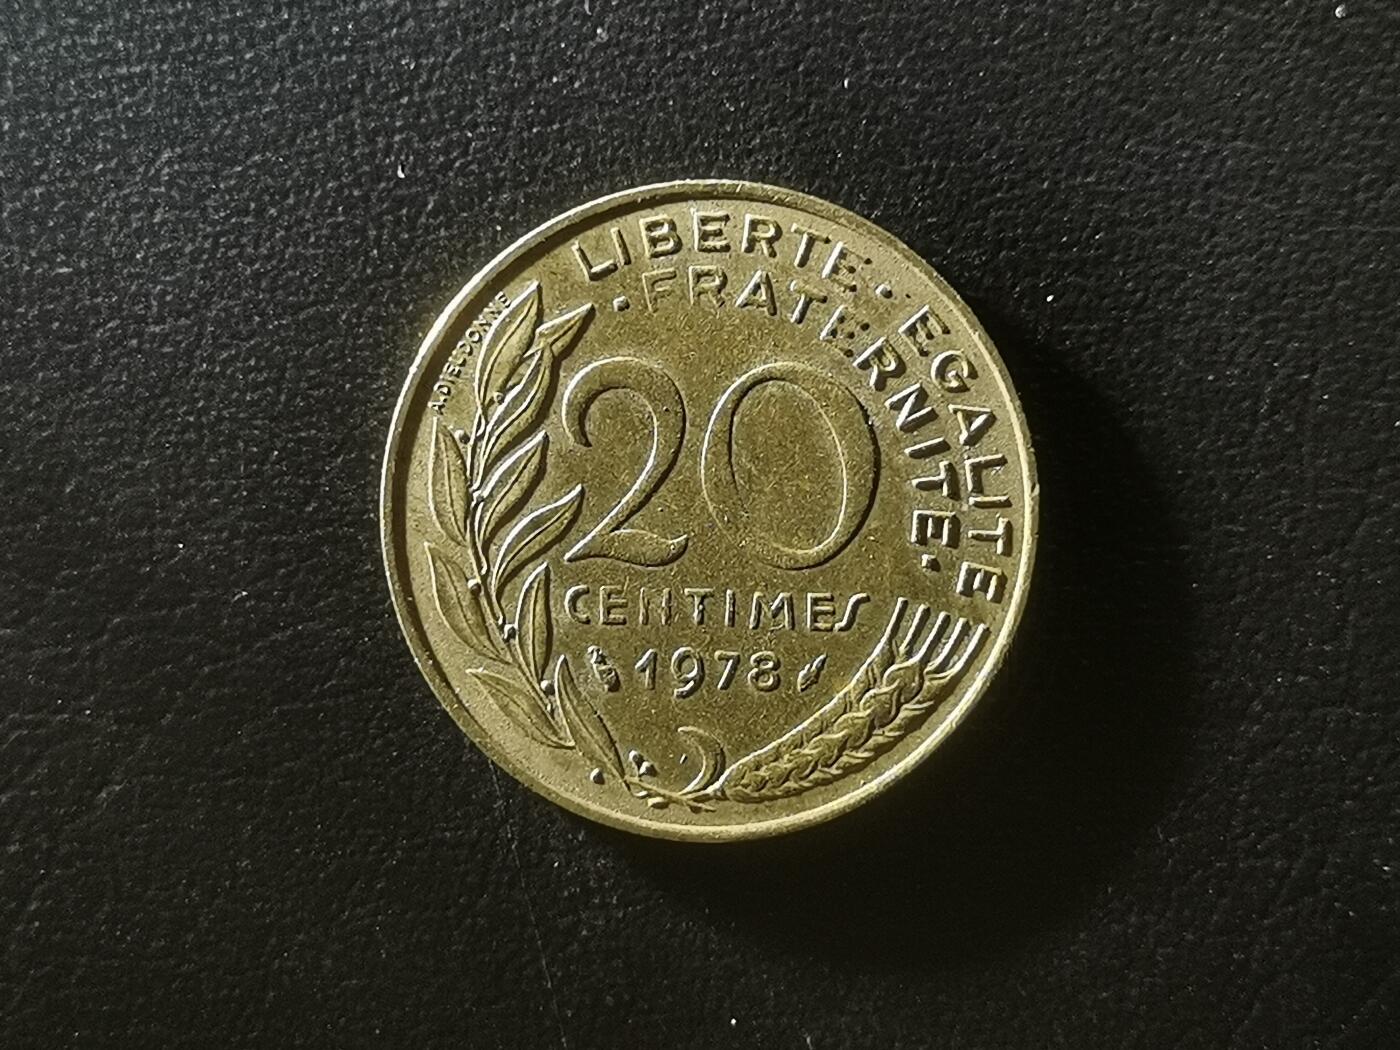 LIBERTE · EGALITE
· FRATERNITE ·
A.DIEUDONNE
20
CENTIMES
1978